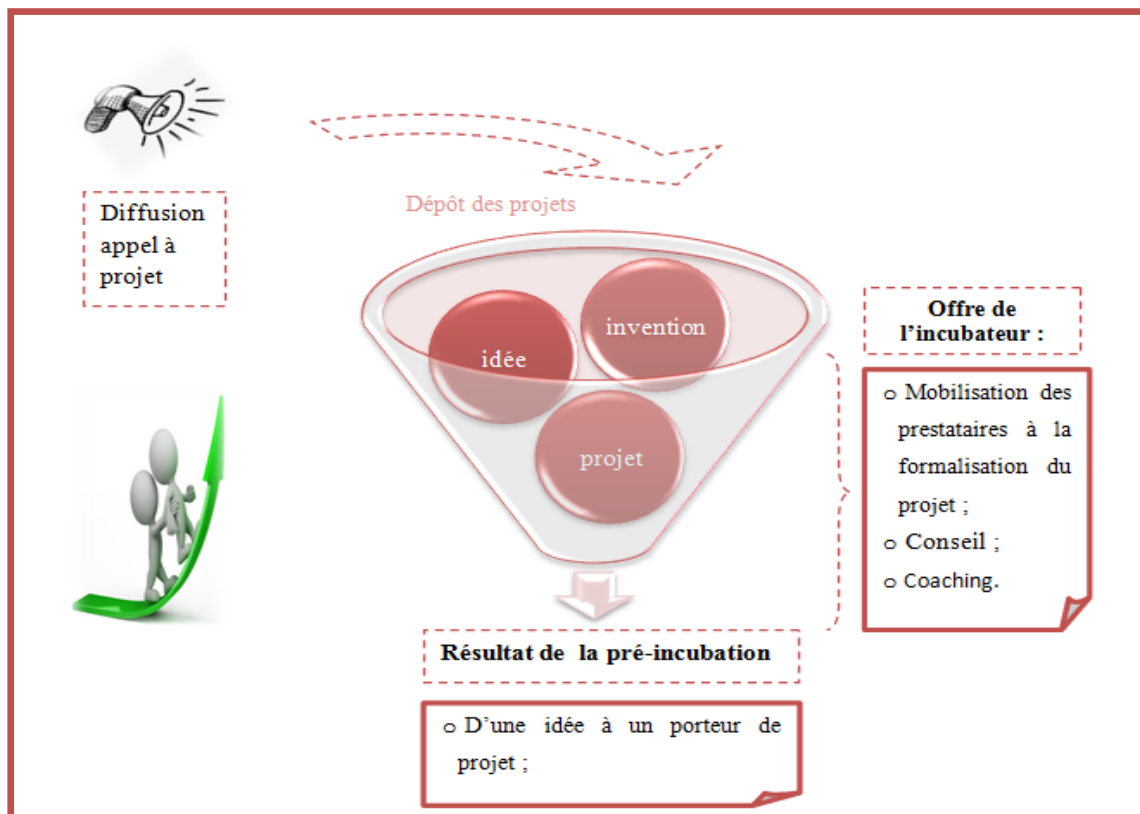 Diffusion
appel à
projet
Dépôt des projets
invention
idée
projet
Offre de
l’incubateur :
o Mobilisation des
prestataires à la
formalisation du
projet ;
o Conseil ;
o Coaching.
Résultat de la pré-incubation
o D’une idée à un porteur de
projet ;